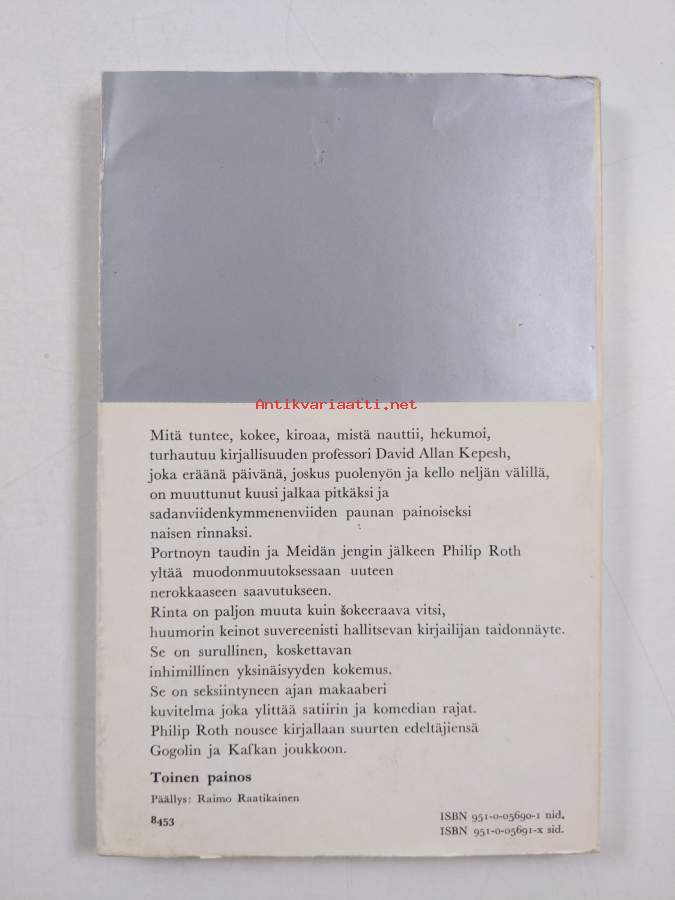 Antikvariaatti.net
Mitä tuntee, kokee, kiroaa, mistä nauttii, hekumoi,
turhautuu kirjallisuuden professori David Allan Kepesh,
joka eräänä päivänä, joskus puolenyön ja kello neljän välillä,
on muuttunut kuusi jalkaa pitkäksi ja
sadanviidenkymmenenviiden paunan painoiseksi
naisen rinnaksi.
Portnoyn taudin ja Meidän jengin jälkeen Philip Roth
yltää muodonmuutoksessaan uuteen
nerokkaaseen saavutukseen.
Rinta on paljon muuta kuin šokeeraava vitsi,
huumorin keinot suvereenisti hallitsevan kirjailijan taidonnäyte.
Se on surullinen, koskettavan
inhimillinen yksinäisyyden kokemus.
Se on seksiintyneen ajan makaaberi
kuvitelma joka ylittää satiirin ja komedian rajat.
Philip Roth nousee kirjallaan suurten edeltäjiensä
Gogolin ja Kafkan joukkoon.
Toinen painos
Päällys: Raimo Raatikainen
8453
ISBN 951-0-05690-1 nid.
ISBN 951-0-05691-x sid.